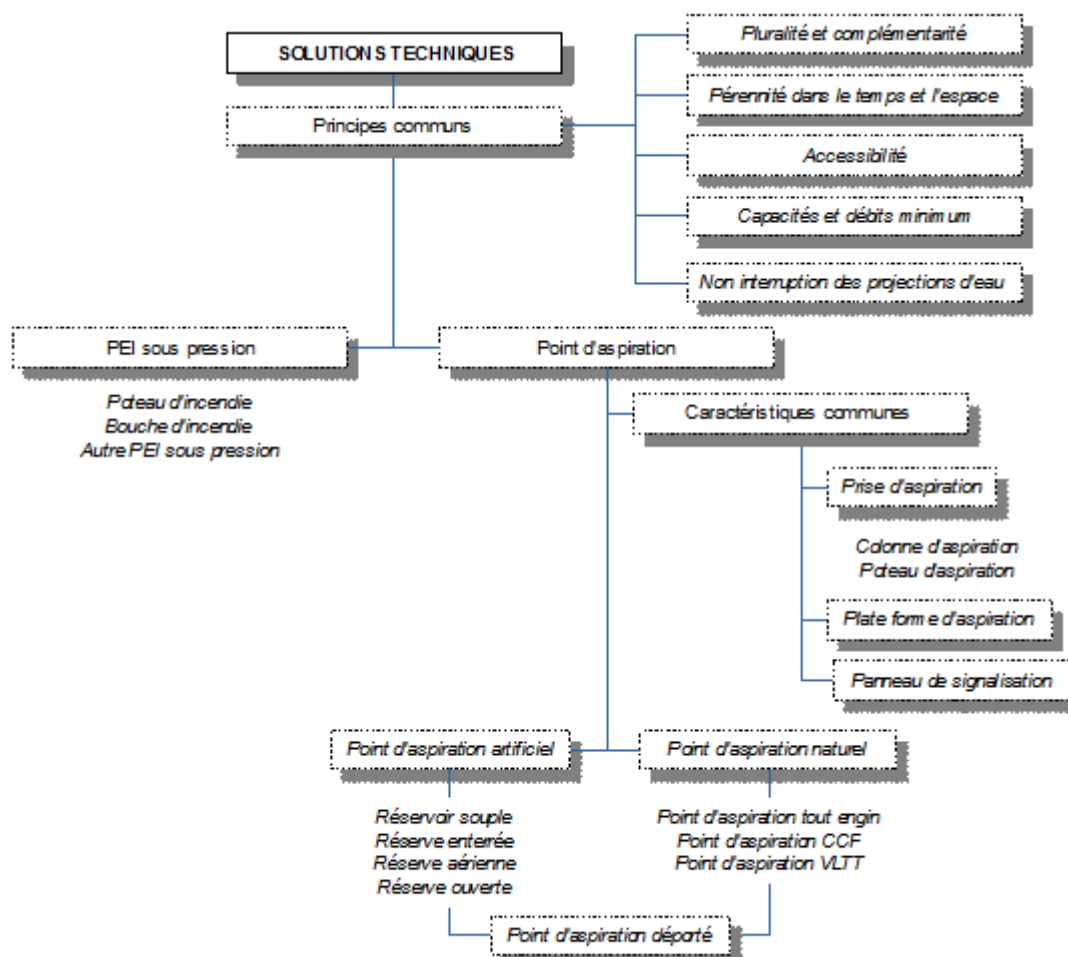 SOLUTIONS TECHNIQUES
Principes communs
Pluralité et complémentarité
Pérennité dans le temps et l'espace
Accessibilité
Capacités et débits minimum
Non interruption des projections d'eau
PEI sous pression
Poteau d'incendie
Bouche d'incendie
Autre PEI sous pression
Point d'aspiration
Caractéristiques communes
Prise d'aspiration
Colonne d'aspiration
Poteau d'aspiration
Plate forme d'aspiration
Panneau de signalisation
Point d'aspiration artificiel
Réservoir souple
Réserve enterrée
Réserve aérienne
Réserve ouverte
Point d'aspiration naturel
Point d'aspiration tout engin
Point d'aspiration CCF
Point d'aspiration VLTT
Point d'aspiration déporté